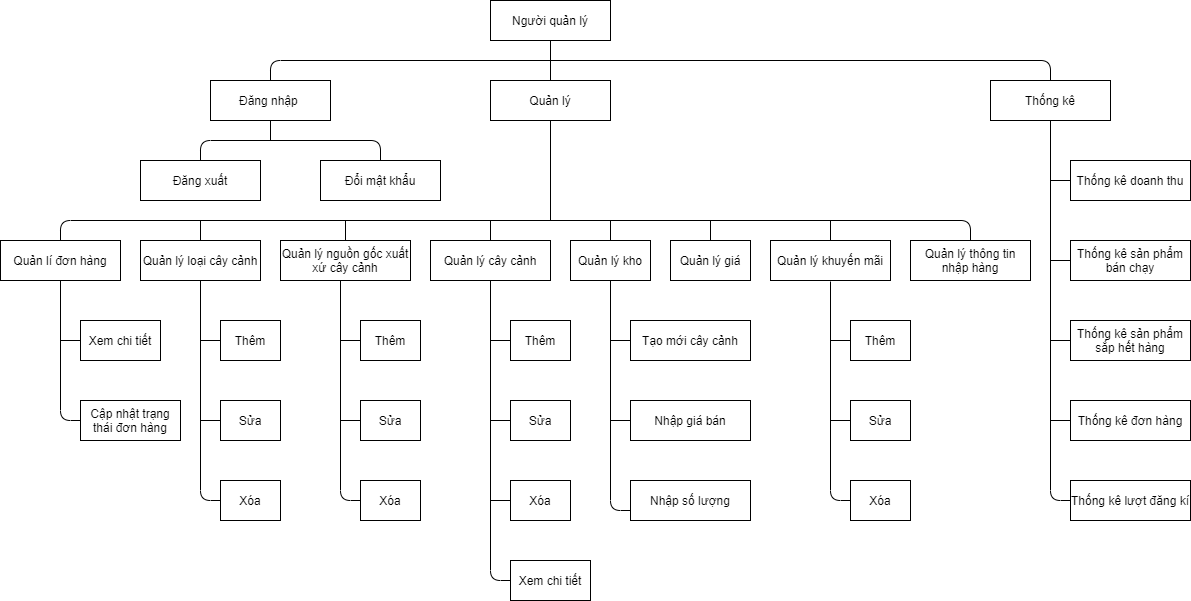 Người quản lý
Đăng nhập
Quản lý
Thống kê
Đăng xuất
Đổi mật khẩu
Thống kê doanh thu
Quản lí đơn hàng
Quản lý loại cây cảnh
Quản lý nguồn gốc xuất
xứ cây cảnh
Quản lý cây cảnh
Quản lý kho
Quản lý giá
Quản lý khuyến mãi
Quản lý thông tin
nhập hàng
Thống kê sản phẩm
bán chạy
Xem chi tiết
Thêm
Thêm
Thêm
Tạo mới cây cảnh
Thêm
Thống kê sản phẩm
sắp hết hàng
Cập nhật trạng
thái đơn hàng
Sửa
Sửa
Sửa
Nhập giá bán
Sửa
Thống kê đơn hàng
Xóa
Xóa
Xóa
Nhập số lượng
Xóa
Thống kê lượt đăng kí
Xem chi tiết